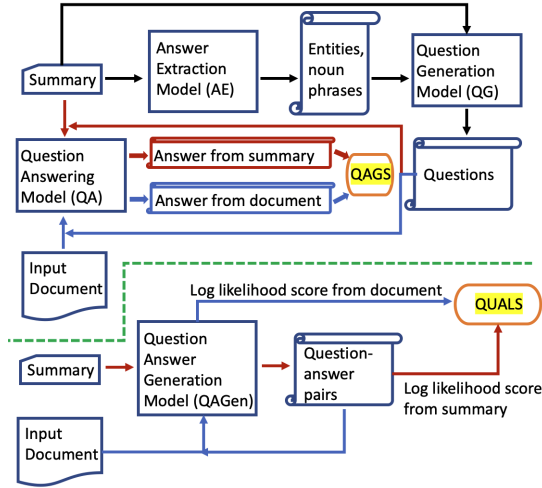 Summary
Answer
Extraction
Model (AE)
Entities,
noun
phrases
Question
Generation
Model (QG)
Question
Answering
Model (QA)
Answer from summary
Answer from document
QAGS
Questions
Input
Document
Log likelihood score from document
QUALS
Summary
Question
Answer
Generation
Model (QAGen)
Question-
answer
pairs
Log likelihood score
from summary
Input
Document